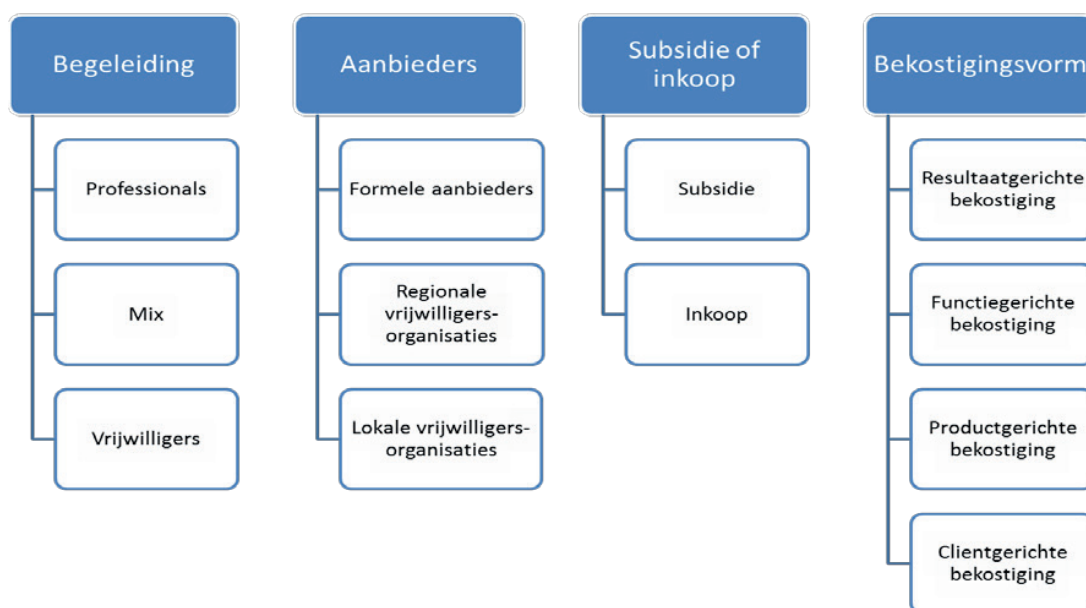 Begeleiding
Professionals
Mix
Vrijwilligers
Aanbieders
Formele aanbieders
Regionale
vrijwilligers-
organisaties
Lokale vrijwilligers-
organisaties
Subsidie of
inkoop
Subsidie
Inkoop
Bekostigingsvorm
Resultaatgerichte
bekostiging
Functiegerichte
bekostiging
Productgerichte
bekostiging
Clientgerichte
bekostiging